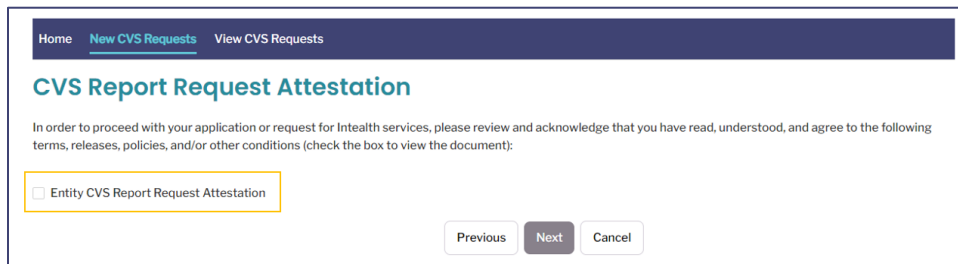 Home New CVS Requests View CVS Requests
CVS Report Request Attestation
In order to proceed with your application or request for Intealth services, please review and acknowledge that you have read, understood, and agree to the following
terms, releases, policies, and/or other conditions (check the box to view the document):
Entity CVS Report Request Attestation
Previous Next Cancel